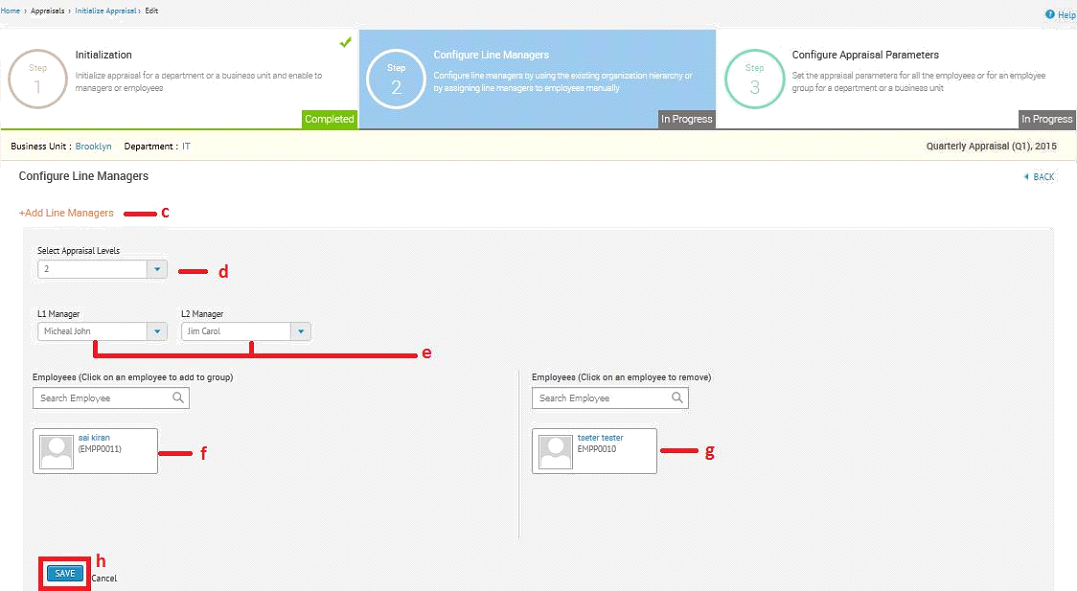 Home › Appraisals › Initialize Appraisal › Edit
Help
Step
1
Initialization
Initialize appraisal for a department or a business unit and enable to
managers or employees
Completed
Step
2
Configure Line Managers
Configure line managers by using the existing organization hierarchy or
by assigning line managers to employees manually
In Progress
Step
3
Configure Appraisal Parameters
Set the appraisal parameters for all the employees or for an employee
group for a department or a business unit
In Progress
Business Unit : Brooklyn Department : IT
Quarterly Appraisal (Q1), 2015
Configure Line Managers
BACK
+Add Line Managers
c
Select Appraisal Levels
2
d
L1 Manager
L2 Manager
Micheal John
Jim Carol
e
Employees (Click on an employee to add to group)
Employees (Click on an employee to remove)
Search Employee
Search Employee
sai kiran
(EMPP0011)
f
tseter tester
EMPP0010
g
h
SAVE
Cancel